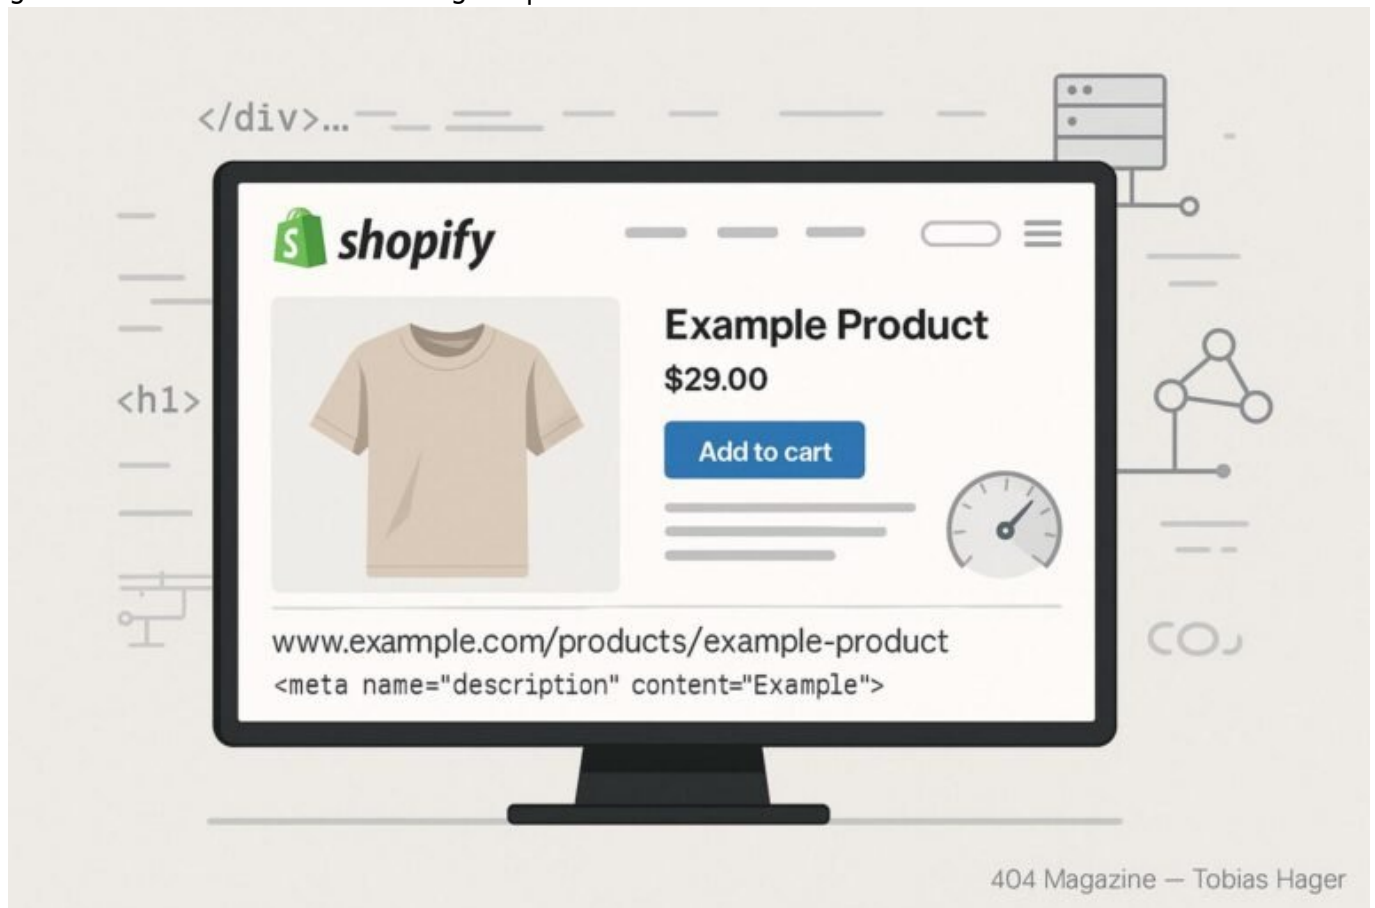 </div>...
shopify
Example Product
$29.00
<h1>
Add to cart
www.example.com/products/example-product
<meta name="description" content="Example">
404 Magazine — Tobias Hager